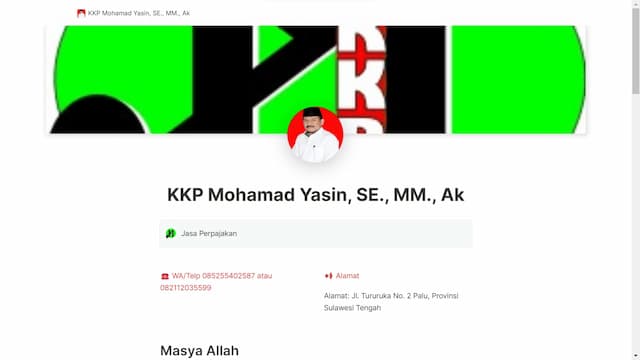 KKP Mohamad Yasin, SE., MM., Ak
KKP
KKP Mohamad Yasin, SE., MM., Ak
Jasa Perpajakan
WA/Telp 085255402587 atau
082112035599
Alamat
Alamat: Jl. Tururuka No. 2 Palu, Provinsi
Sulawesi Tengah
Masya Allah